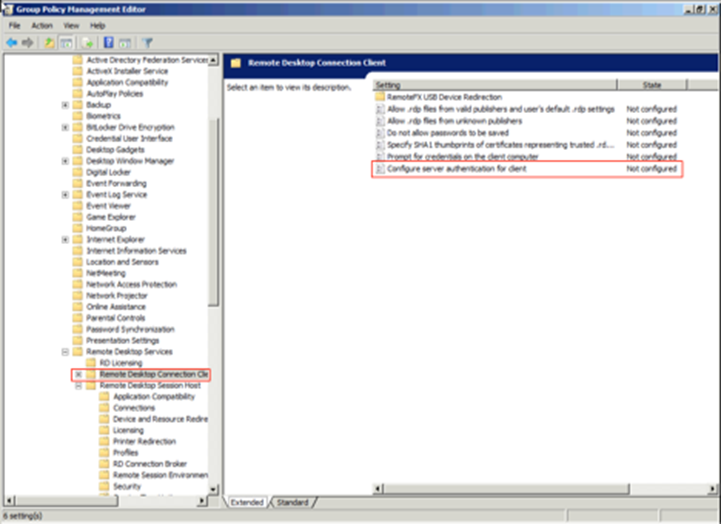 Group Policy Management Editor
File Action View Help
Active Directory Federation Services
ActiveX Installer Service
Application Compatibility
AutoPlay Policies
Backup
Biometrics
BitLocker Drive Encryption
Credential User Interface
Desktop Gadgets
Desktop Window Manager
Digital Locker
Event Forwarding
Event Log Service
Event Viewer
Game Explorer
HomeGroup
Internet Explorer
Internet Information Services
Location and Sensors
NetMeeting
Network Access Protection
Network Projector
Online Assistance
Parental Controls
Password Synchronization
Presentation Settings
Remote Desktop Services
RD Licensing
Remote Desktop Connection Clie
Remote Desktop Session Host
Application Compatibility
Connections
Device and Resource Redire
Licensing
Printer Redirection
Profiles
RD Connection Broker
Remote Session Environmen
Security
Remote Desktop Connection Client
Select an item to view its description.
Setting State
RemoteFX USB Device Redirection
Allow .rdp files from valid publishers and user's default .rdp settings Not configured
Allow .rdp files from unknown publishers Not configured
Do not allow passwords to be saved Not configured
Specify SHA1 thumbprints of certificates representing trusted .rd... Not configured
Prompt for credentials on the client computer Not configured
Configure server authentication for client Not configured
Extended Standard
6 setting(s)